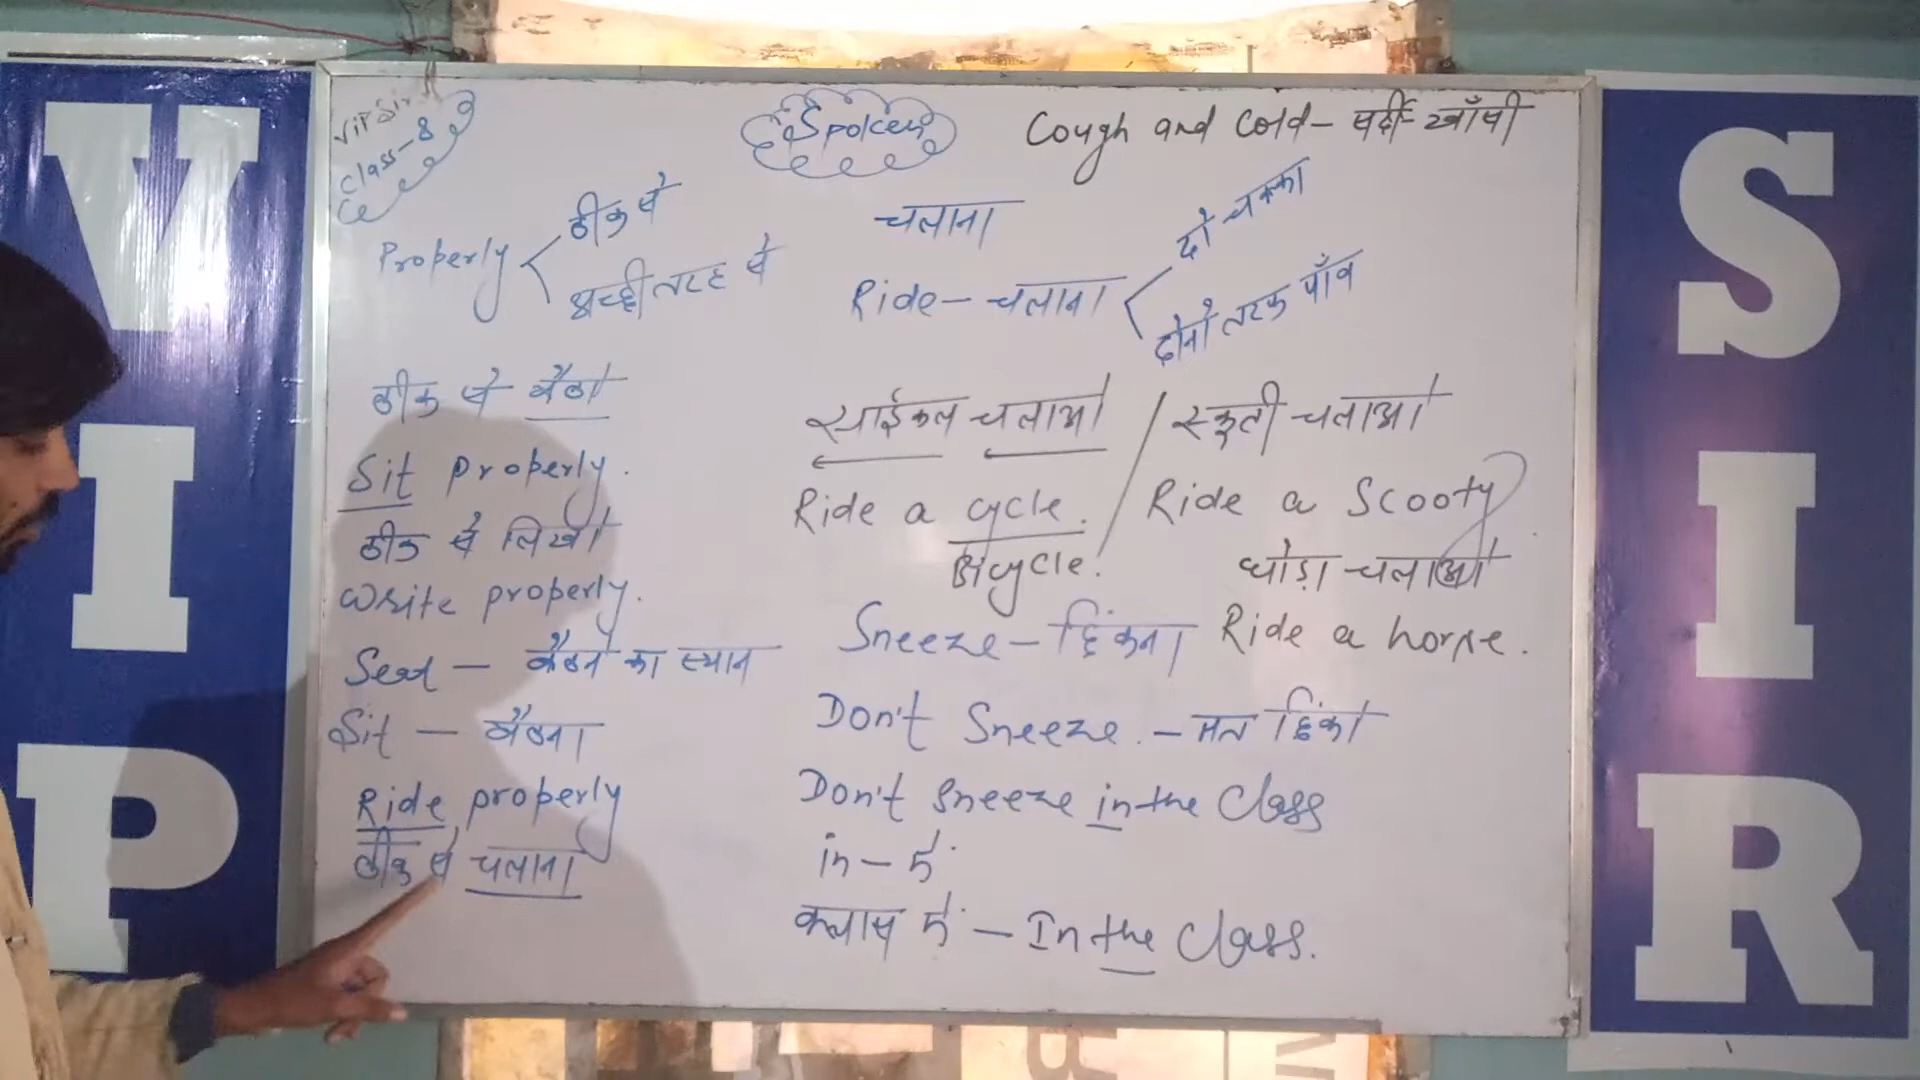 VIP SIR
VIP Sir
Class-8
Spoken
Cough and Cold - सर्दी-खाँसी
Properly
ठीक से
अच्छी तरह से
ठीक से बैठो
Sit properly.
ठीक से लिखो
Write properly.
Seat - बैठने का स्थान
Sit - बैठना
Ride properly
ठीक से चलाना
चलाना
Ride - चलाना
दो चक्का
दोनों तरफ पाँव
साईकल चलाओ / स्कूटी चलाओ
Ride a cycle. / Ride a Scooty
Bicycle.
घोड़ा चलाओ
Ride a horse.
Sneeze - छिंकना
Don't Sneeze. - मत छिंको
Don't Sneeze in the Class
in - में
क्लास में - In the Class.